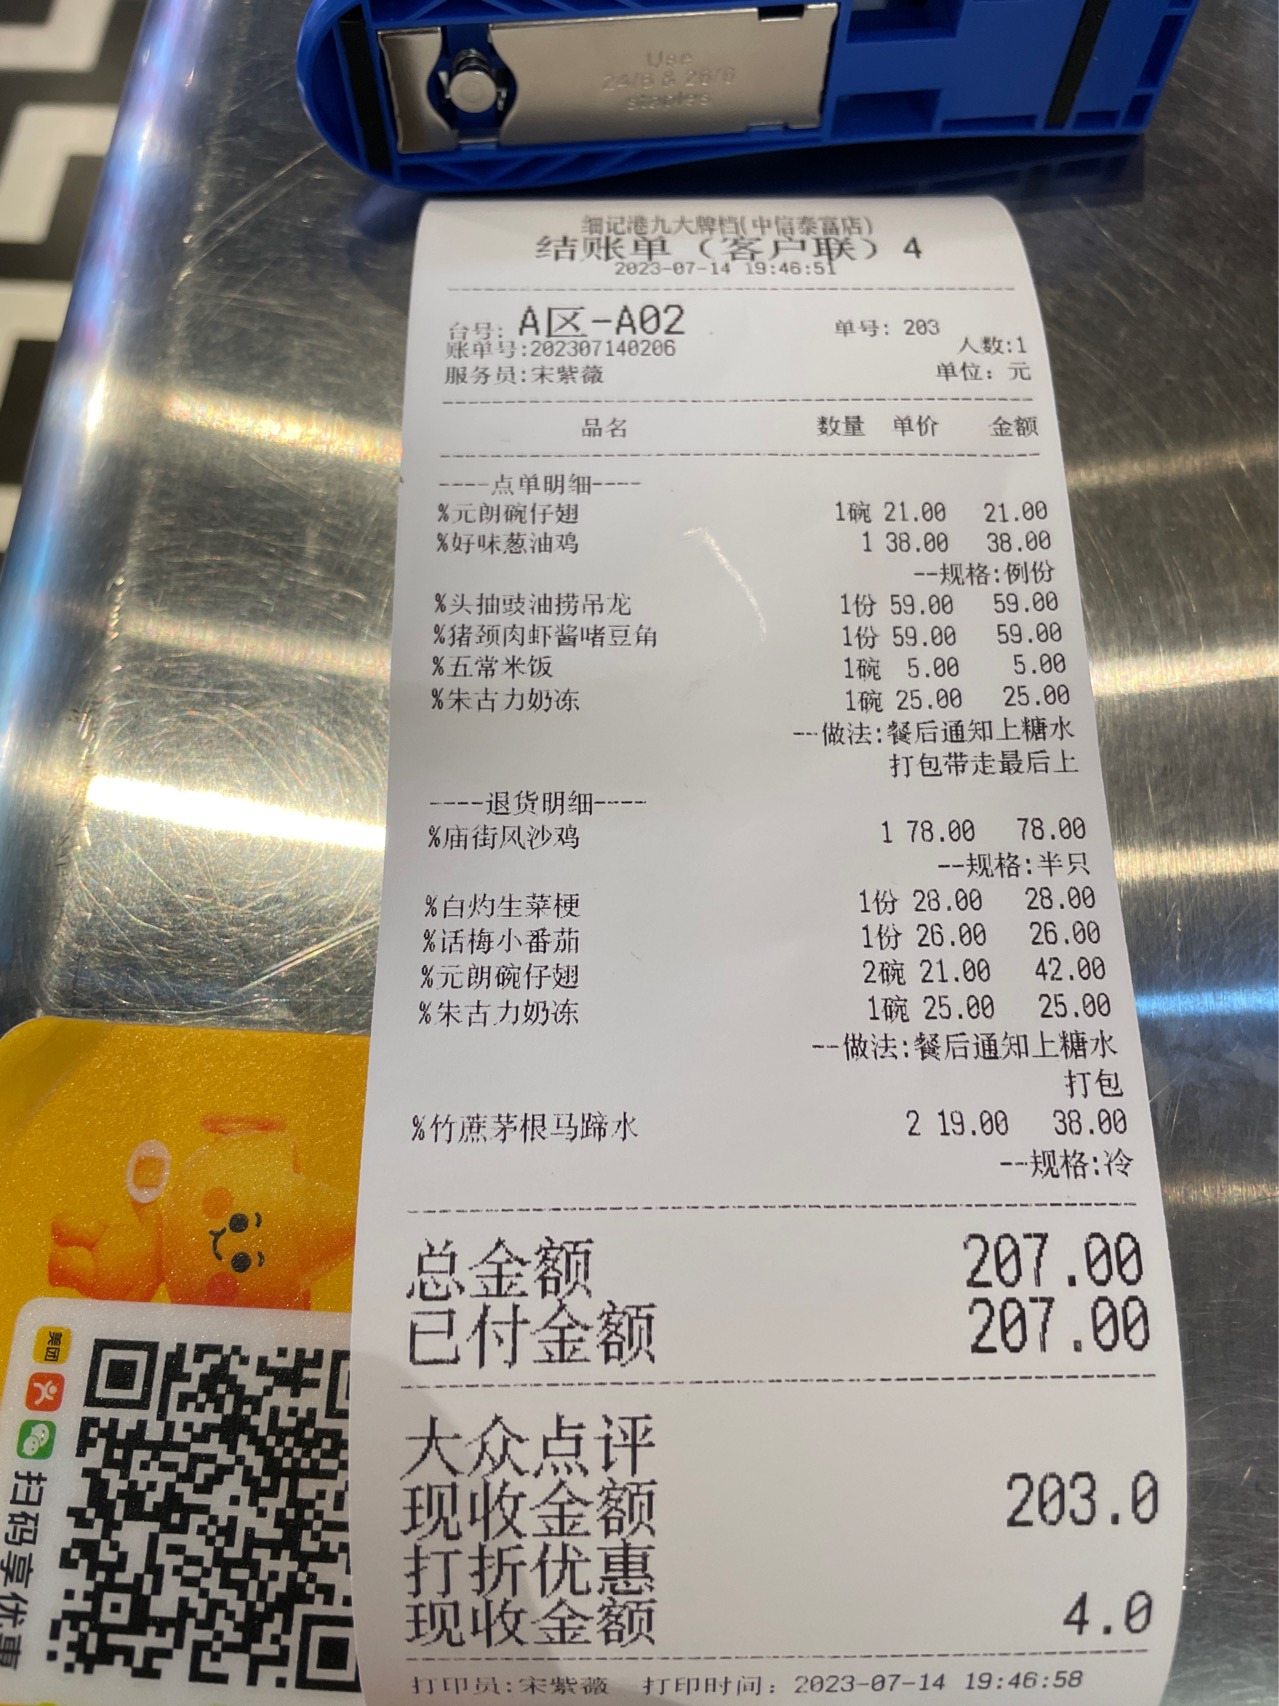 Use
24/6 & 26/6
staples
细记港九大牌档(中信泰富店)
结账单（客户联）4
2023-07-14 19:46:51
台号: A区-A02 单号: 203
账单号:202307140206 人数:1
服务员:宋紫薇 单位: 元
品名 数量 单价 金额
----点单明细----
%元朗碗仔翅 1碗 21.00 21.00
%好味葱油鸡 1 38.00 38.00
--规格:例份
%头抽豉油捞吊龙 1份 59.00 59.00
%猪颈肉虾酱啫豆角 1份 59.00 59.00
%五常米饭 1碗 5.00 5.00
%朱古力奶冻 1碗 25.00 25.00
--做法:餐后通知上糖水
打包带走最后上
----退货明细----
%庙街风沙鸡 1 78.00 78.00
--规格:半只
%白灼生菜梗 1份 28.00 28.00
%话梅小番茄 1份 26.00 26.00
%元朗碗仔翅 2碗 21.00 42.00
%朱古力奶冻 1碗 25.00 25.00
--做法:餐后通知上糖水
打包
%竹蔗茅根马蹄水 2 19.00 38.00
--规格:冷
总金额 207.00
已付金额 207.00
大众点评
现收金额 203.0
打折优惠
现收金额 4.0
打印员:宋紫薇 打印时间: 2023-07-14 19:46:58
美团
扫码享优惠